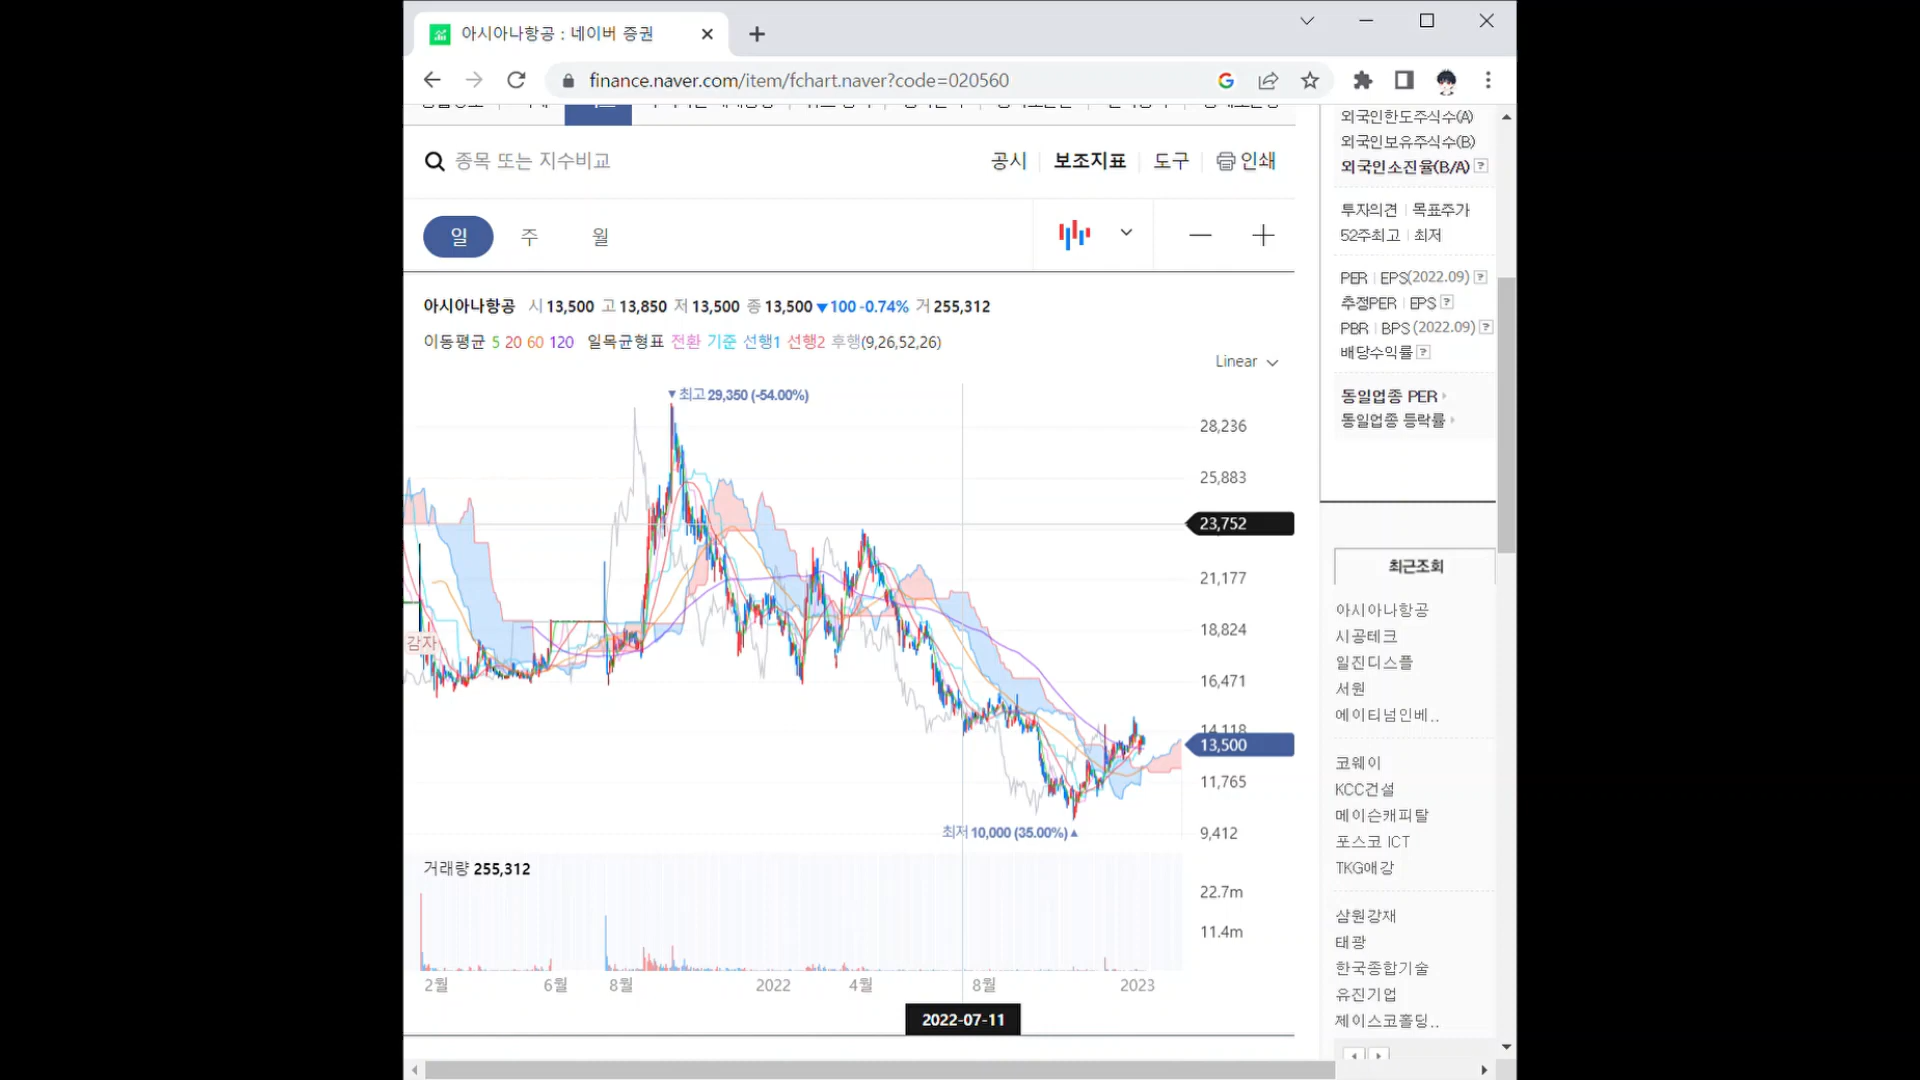 아시아나항공 : 네이버 증권
finance.naver.com/item/fchart.naver?code=020560
종목 또는 지수비교
공시 보조지표 도구 인쇄
일 주 월
아시아나항공 시 13,500 고 13,850 저 13,500 종 13,500 ▼100 -0.74% 거 255,312
이동평균 5 20 60 120 일목균형표 전환 기준 선행1 선행2 후행(9,26,52,26)
Linear
▼최고 29,350 (-54.00%)
28,236
25,883
23,752
21,177
18,824
16,471
14,118
13,500
11,765
9,412
감자
최저 10,000 (35.00%)▲
거래량 255,312
22.7m
11.4m
2월 6월 8월 2022 4월 8월 2023
2022-07-11
외국인한도주식수(A)
외국인보유주식수(B)
외국인소진율(B/A) ?
투자의견 | 목표주가
52주최고 | 최저
PER | EPS(2022.09) ?
추정PER | EPS ?
PBR | BPS (2022.09) ?
배당수익률 ?
동일업종 PER
동일업종 등락률
최근조회
아시아나항공
시공테크
일진디스플
서원
에이티넘인베..
코웨이
KCC건설
메이슨캐피탈
포스코 ICT
TKG애강
삼원강재
태광
한국종합기술
유진기업
제이스코홀딩..